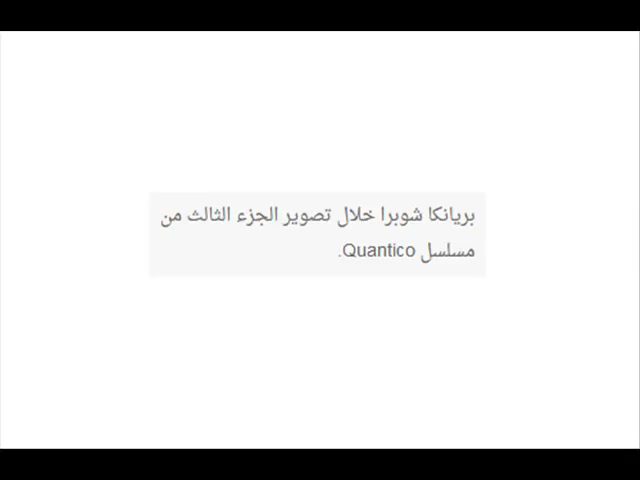 بريانكا شوبرا خلال تصوير الجزء الثالث من
مسلسل Quantico.